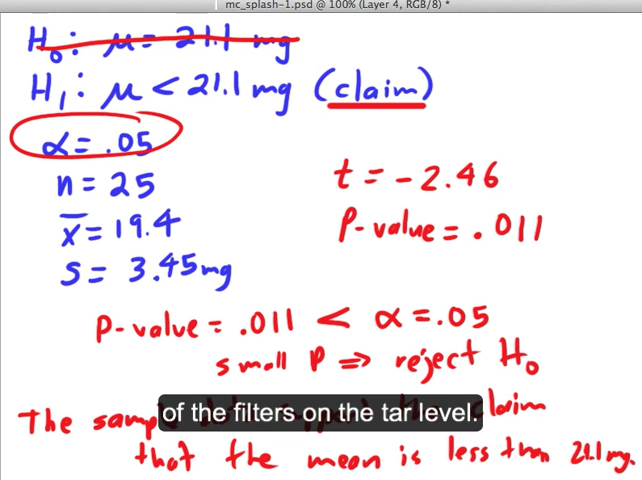 mc_splash-1.psd @ 100% (Layer 4, RGB/8) *
H₀: μ = 21.1 mg
H₁: μ < 21.1 mg (claim)
α = .05
n = 25
t = -2.46
x̅ = 19.4
P-value = .011
s = 3.45mg
P-value = .011 < α = .05
small P ⇒ reject H₀
The samp claim
of the filters on the tar level.
that the mean is less than 21.1 mg.